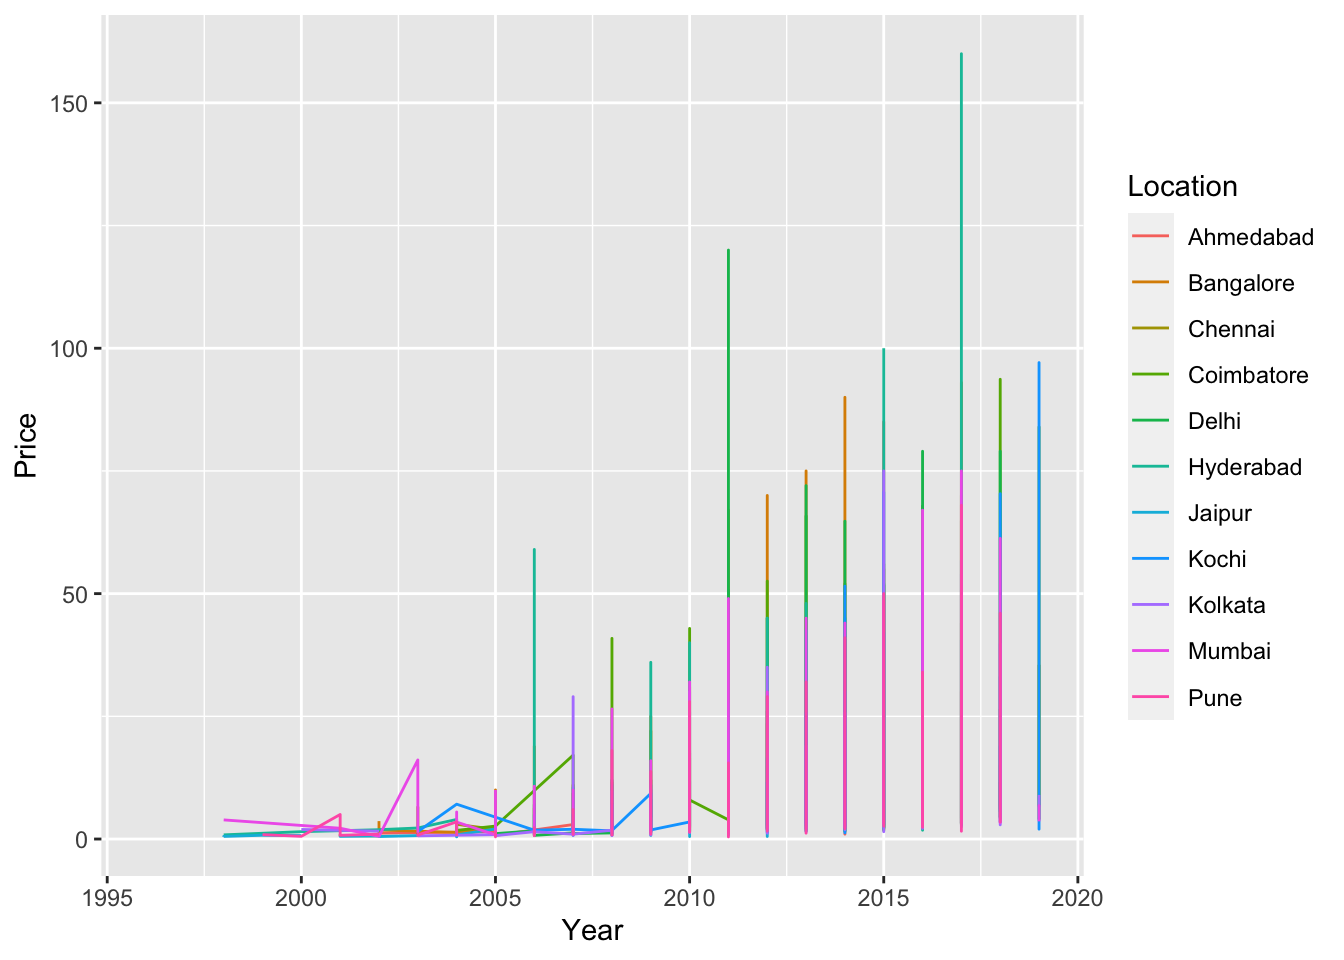 150
100
50
0
Price
1995
2000
2005
2010
2015
2020
Year
Location
Ahmedabad
Bangalore
Chennai
Coimbatore
Delhi
Hyderabad
Jaipur
Kochi
Kolkata
Mumbai
Pune